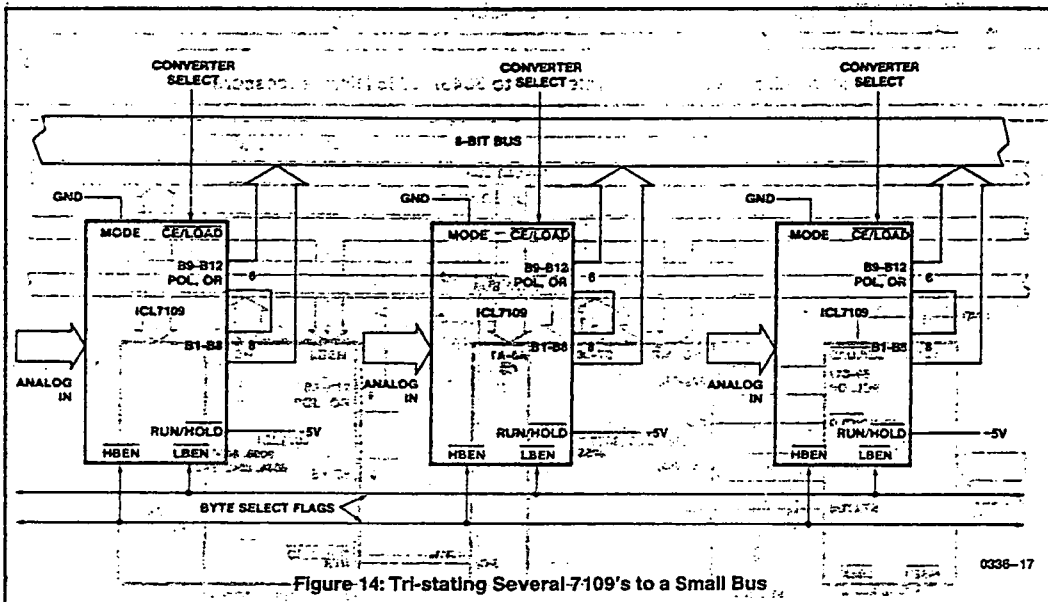 CONVERTER
SELECT
CONVERTER
SELECT
CONVERTER
SELECT
8-BIT BUS
GND
MODE CE/LOAD
B9-B12
POL, OR
6
ICL7109
B1-B8
8
ANALOG
IN
RUN/HOLD
+5V
HBEN LBEN
GND
MODE CE/LOAD
B9-B12
POL, OR
6
ICL7109
B1-B8
8
ANALOG
IN
RUN/HOLD
+5V
HBEN LBEN
GND
MODE CE/LOAD
B9-B12
POL, OR
6
ICL7109
B1-B8
8
ANALOG
IN
RUN/HOLD
+5V
HBEN LBEN
BYTE SELECT FLAGS
0336-17
Figure 14: Tri-stating Several 7109's to a Small Bus